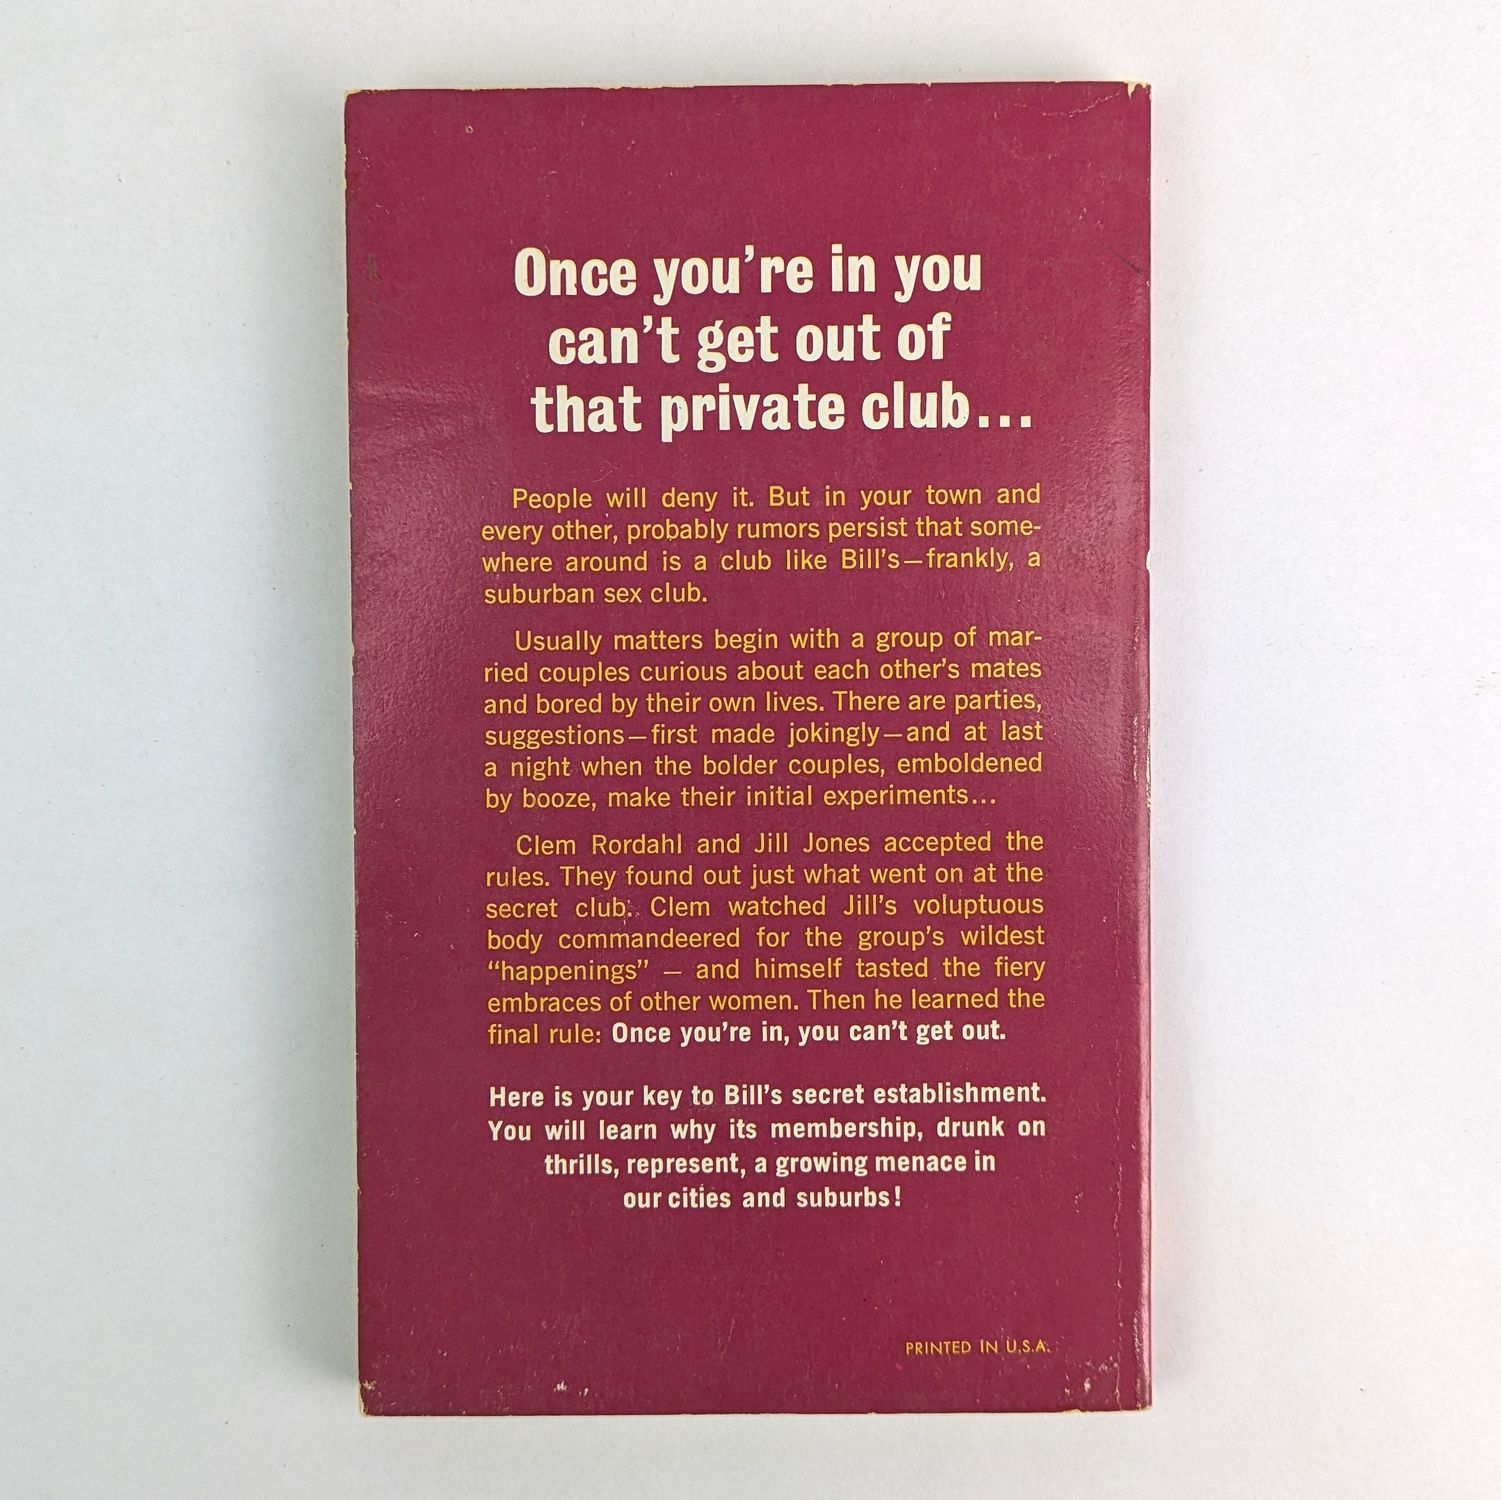 Once you're in you
can't get out of
that private club...
People will deny it. But in your town and
every other, probably rumors persist that some-
where around is a club like Bill's—frankly, a
suburban sex club.
Usually matters begin with a group of mar-
ried couples curious about each other's mates
and bored by their own lives. There are parties,
suggestions—first made jokingly—and at last
a night when the bolder couples, emboldened
by booze, make their initial experiments...
Clem Rordahl and Jill Jones accepted the
rules. They found out just what went on at the
secret club. Clem watched Jill's voluptuous
body commandeered for the group's wildest
“happenings” — and himself tasted the fiery
embraces of other women. Then he learned the
final rule: Once you're in, you can't get out.
Here is your key to Bill's secret establishment.
You will learn why its membership, drunk on
thrills, represent, a growing menace in
our cities and suburbs!
PRINTED IN U.S.A.